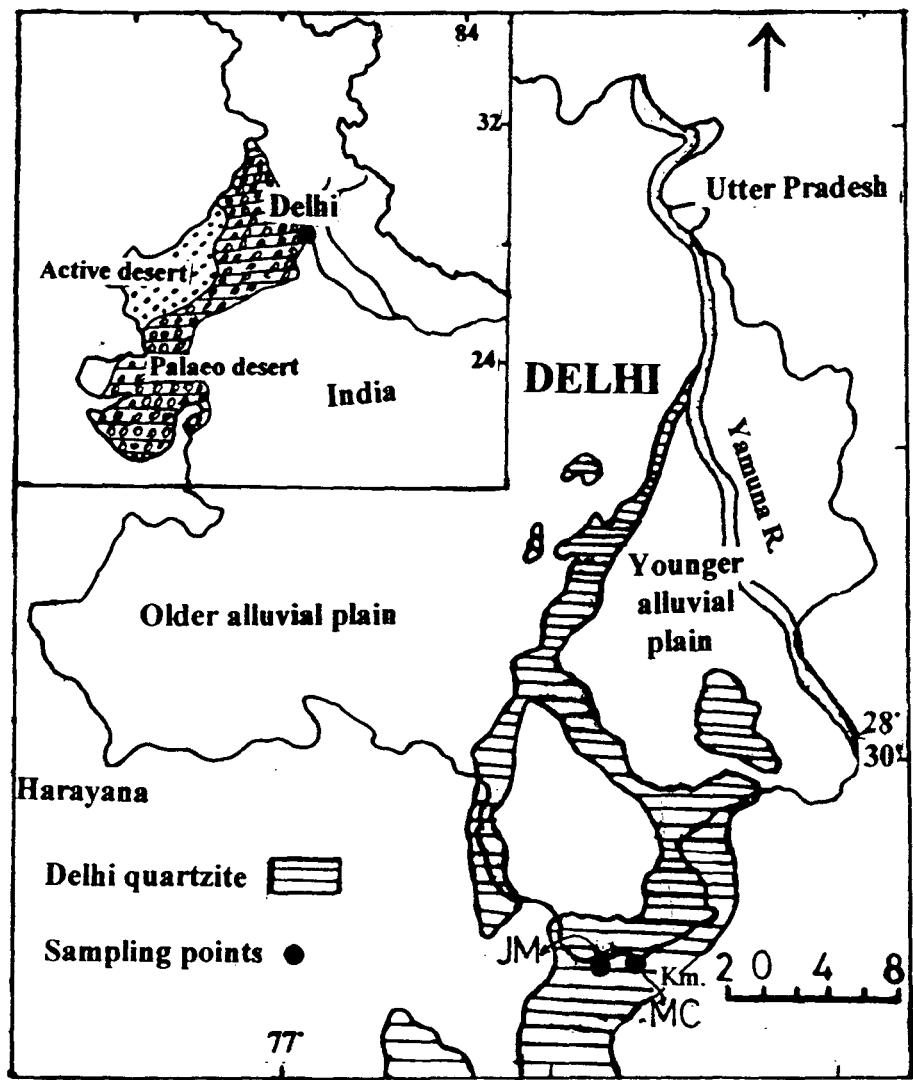 84
32
Delhi
Active desert
Palaeo desert
24
India
Utter Pradesh
DELHI
Yamuna R.
Younger
alluvial
plain
Older alluvial plain
28°
30'
Harayana
Delhi quartzite
Sampling points
JM
Km. 2 0 4 8
MC
77°